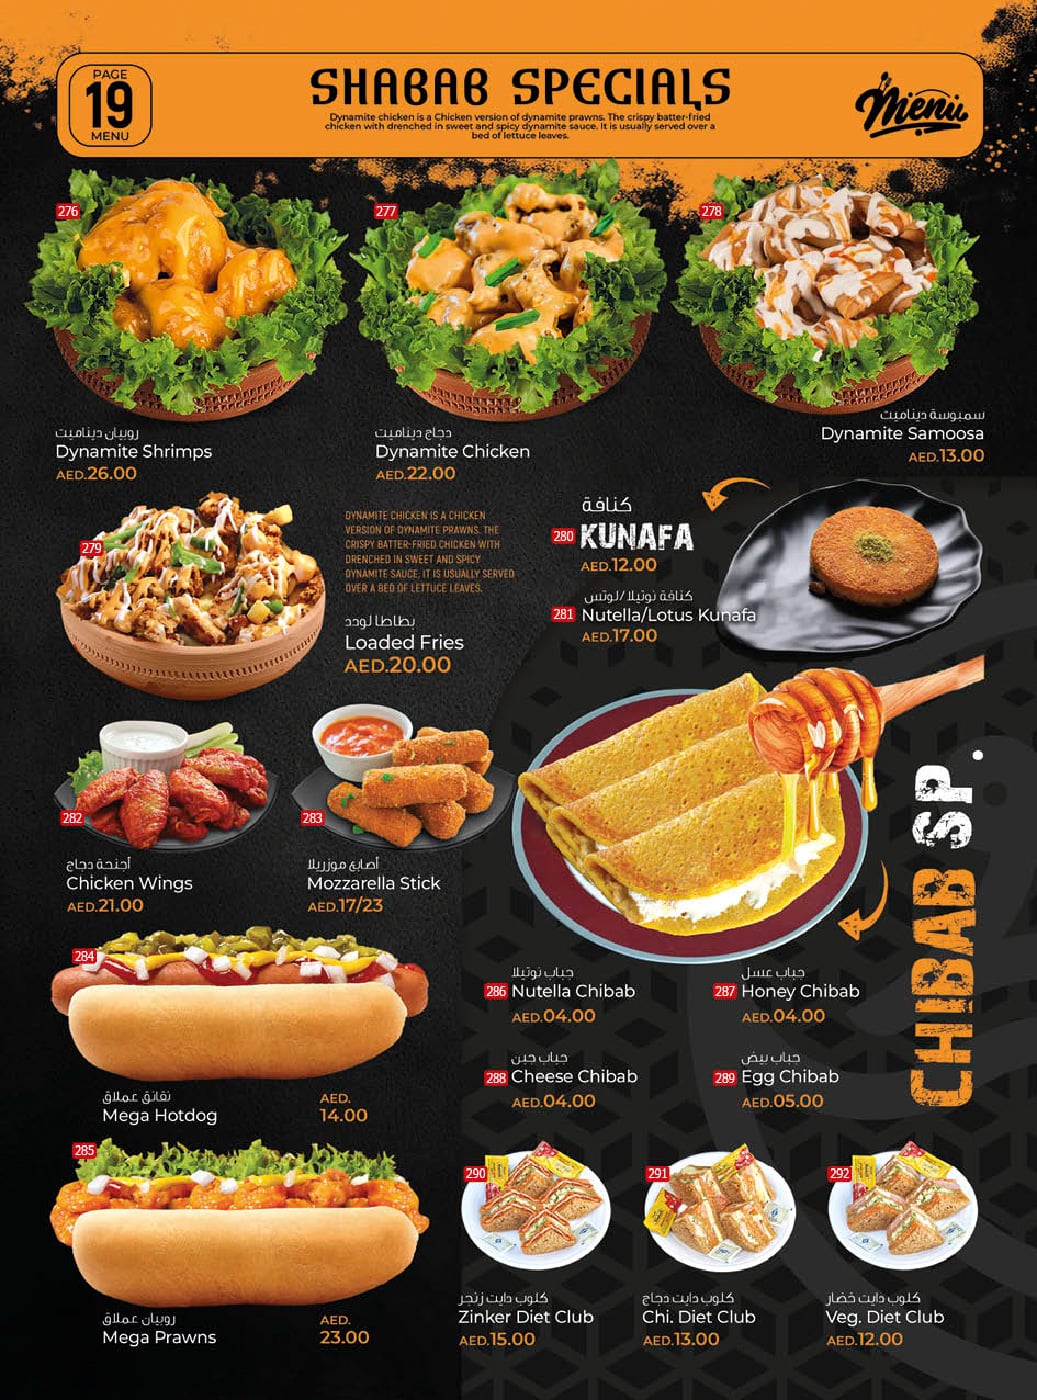 PAGE
19
MENU
SHABAB SPECIALS
Dynamite chicken is a Chicken version of dynamite prawns. The crispy batter-fried
chicken with drenched in sweet and spicy dynamite sauce. It is usually served over a
bed of lettuce leaves.
Menu
276
277
278
روبيان ديناميت
Dynamite Shrimps
AED.26.00
دجاج ديناميت
Dynamite Chicken
AED.22.00
سمبوسة ديناميت
Dynamite Samoosa
AED.13.00
279
DYNAMITE CHICKEN IS A CHICKEN
VERSION OF DYNAMITE PRAWNS. THE
CRISPY BATTER-FRIED CHICKEN WITH
DRENCHED IN SWEET AND SPICY
DYNAMITE SAUCE. IT IS USUALLY SERVED
OVER A BED OF LETTUCE LEAVES.
بطاطا لودد
Loaded Fries
AED.20.00
كنافة
280 KUNAFA
AED.12.00
كنافة نوتيلا/لوتس
281 Nutella/Lotus Kunafa
AED.17.00
282
أجنحة دجاج
Chicken Wings
AED.21.00
283
أصابع موزريلا
Mozzarella Stick
AED.17/23
CHIBAB SP.
284
نقانق عملاق
Mega Hotdog
AED.
14.00
جباب نوتيلا
286 Nutella Chibab
AED.04.00
جباب عسل
287 Honey Chibab
AED.04.00
جباب جبن
288 Cheese Chibab
AED.04.00
جباب بيض
289 Egg Chibab
AED.05.00
285
روبيان عملاق
Mega Prawns
AED.
23.00
290
كلوب دايت زنجر
Zinker Diet Club
AED.15.00
291
كلوب دايت دجاج
Chi. Diet Club
AED.13.00
292
كلوب دايت خضار
Veg. Diet Club
AED.12.00